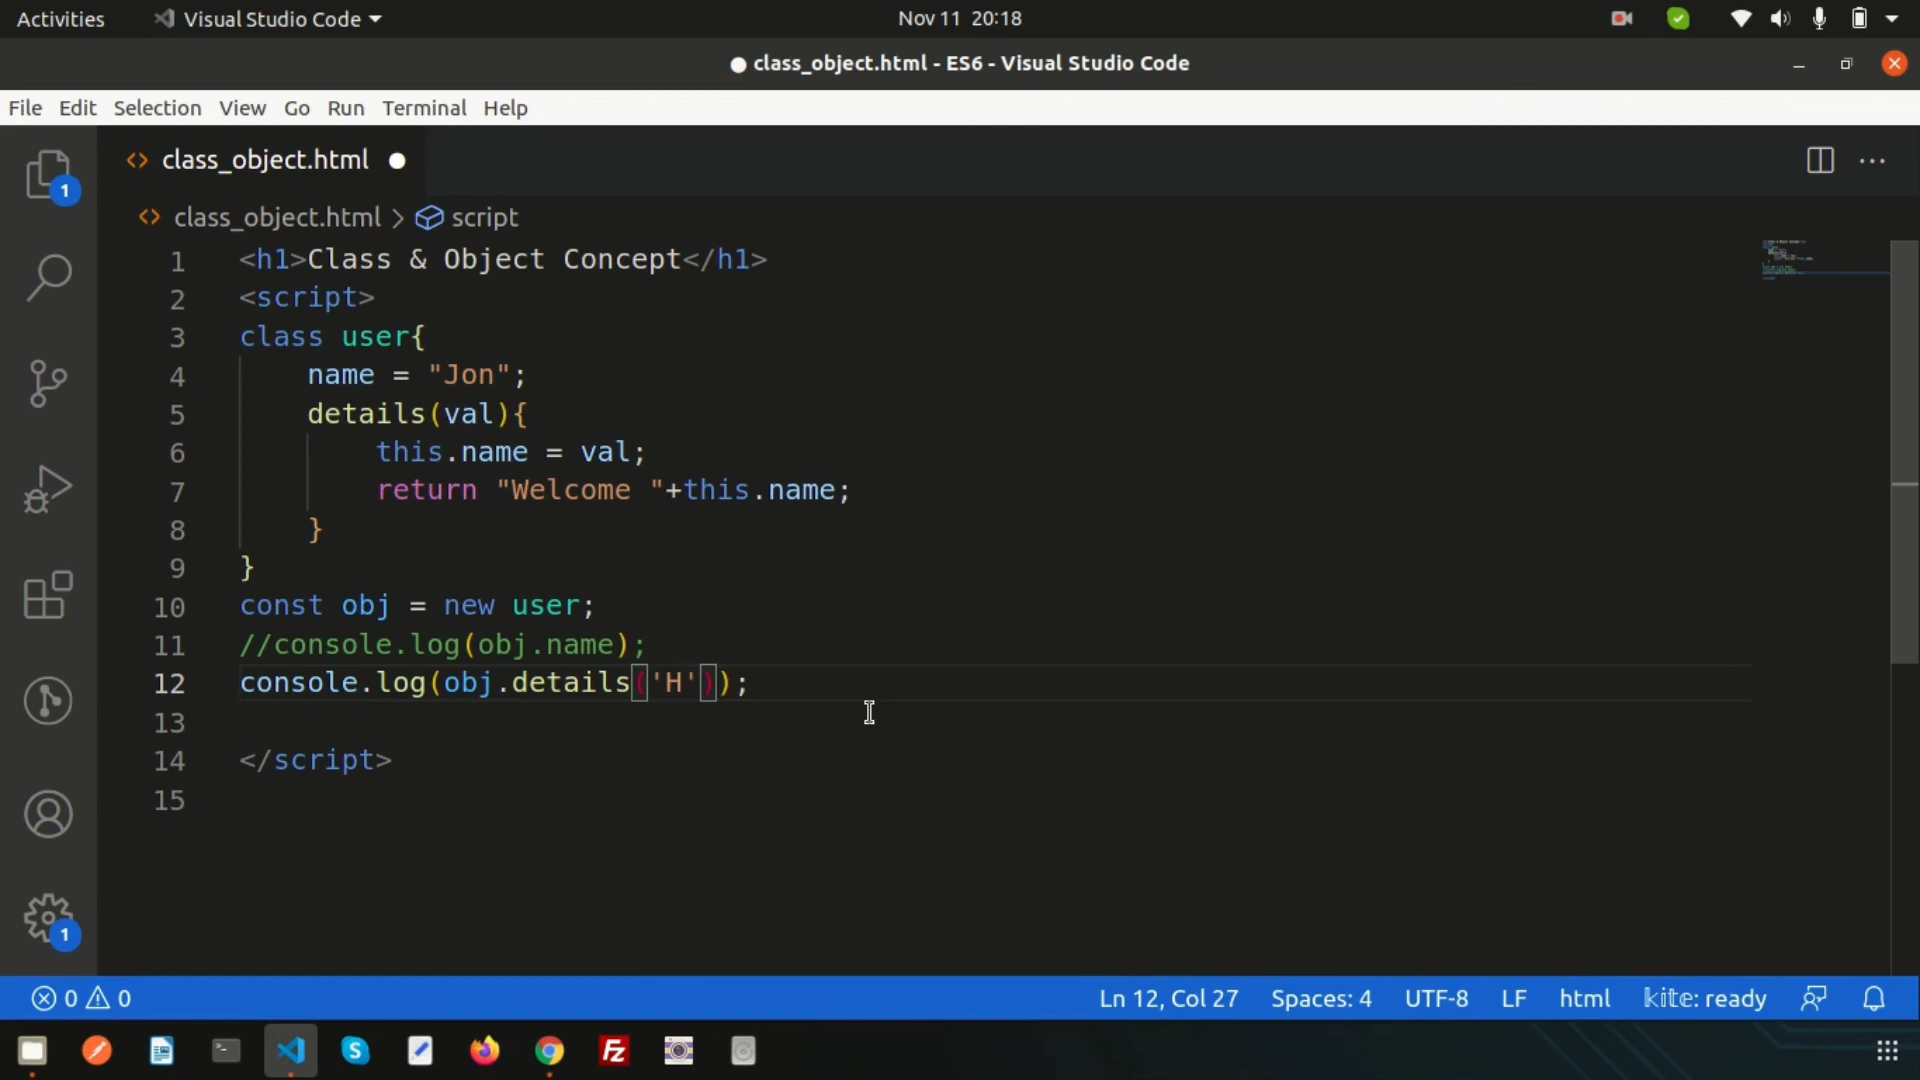 Activities Visual Studio Code Nov 11 20:18
class_object.html - ES6 - Visual Studio Code
File Edit Selection View Go Run Terminal Help
1 <> class_object.html
<> class_object.html > script
1 <h1>Class & Object Concept</h1>
2 <script>
3 class user{
4 name = "Jon";
5 details(val){
6 this.name = val;
7 return "Welcome "+this.name;
8 }
9 }
10 const obj = new user;
11 //console.log(obj.name);
12 console.log(obj.details('H'));
13
14 </script>
15
1
0 0 Ln 12, Col 27 Spaces: 4 UTF-8 LF html kite: ready
S Fz